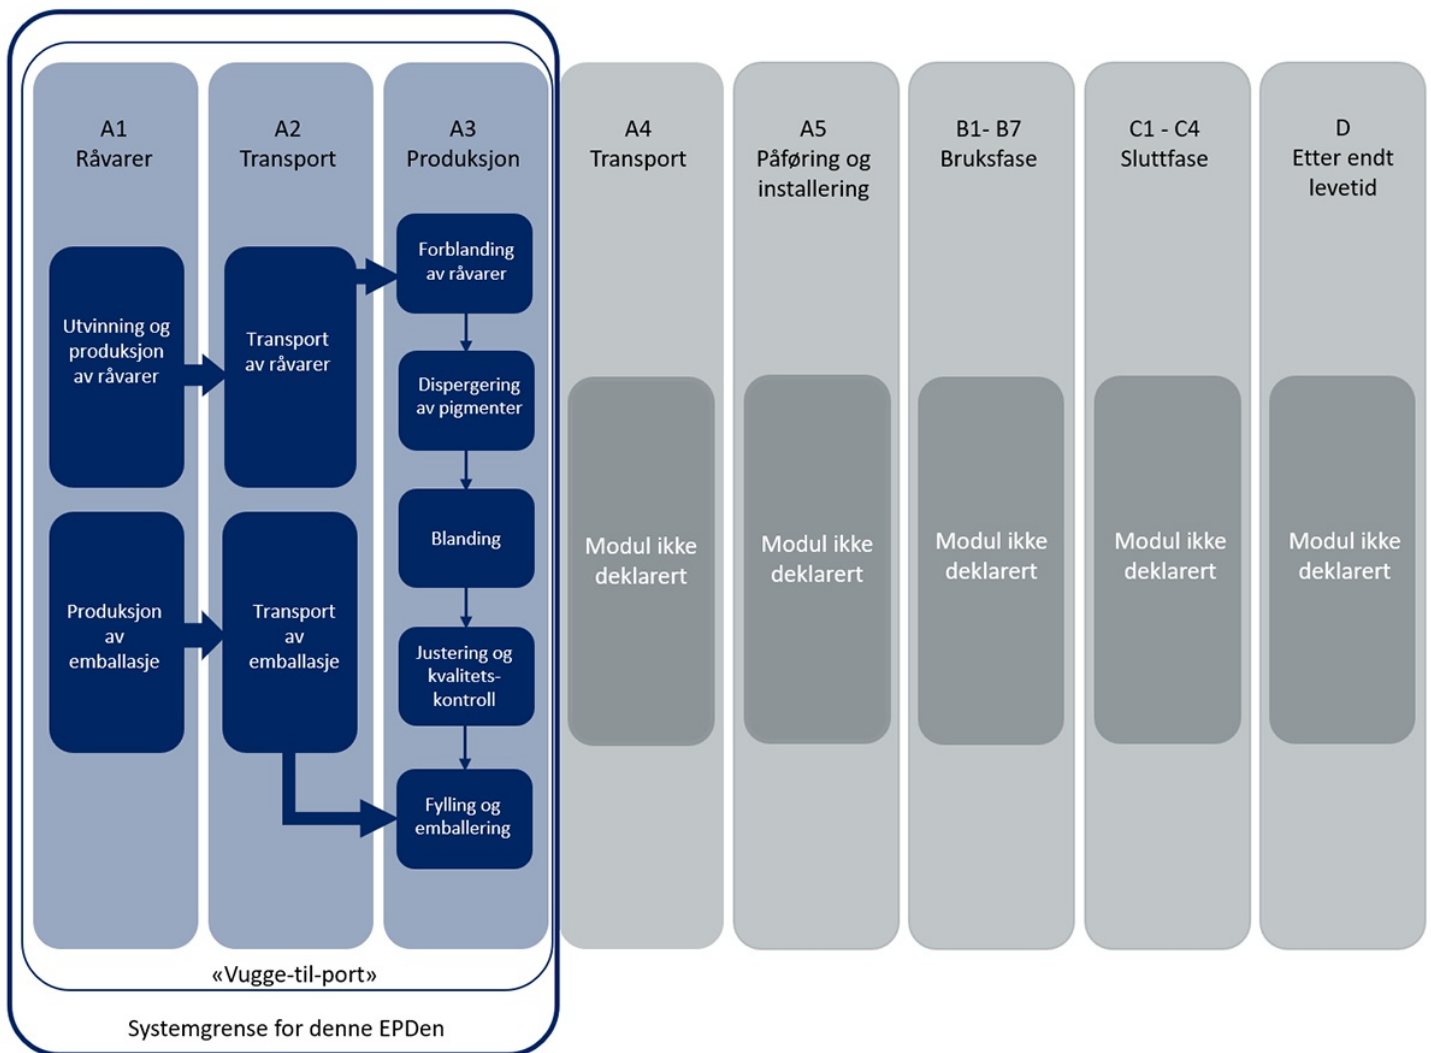 A1
Råvarer
A2
Transport
A3
Produksjon
A4
Transport
A5
Påføring og
installering
B1- B7
Bruksfase
C1 - C4
Sluttfase
D
Etter endt
levetid
Utvinning og
produksjon
av råvarer
Produksjon
av
emballasje
Transport
av råvarer
Transport
av
emballasje
Forblanding
av råvarer
Dispergering
av pigmenter
Blanding
Justering og
kvalitets-
kontroll
Fylling og
emballering
Modul ikke
deklarert
Modul ikke
deklarert
Modul ikke
deklarert
Modul ikke
deklarert
Modul ikke
deklarert
«Vugge-til-port»
Systemgrense for denne EPDen